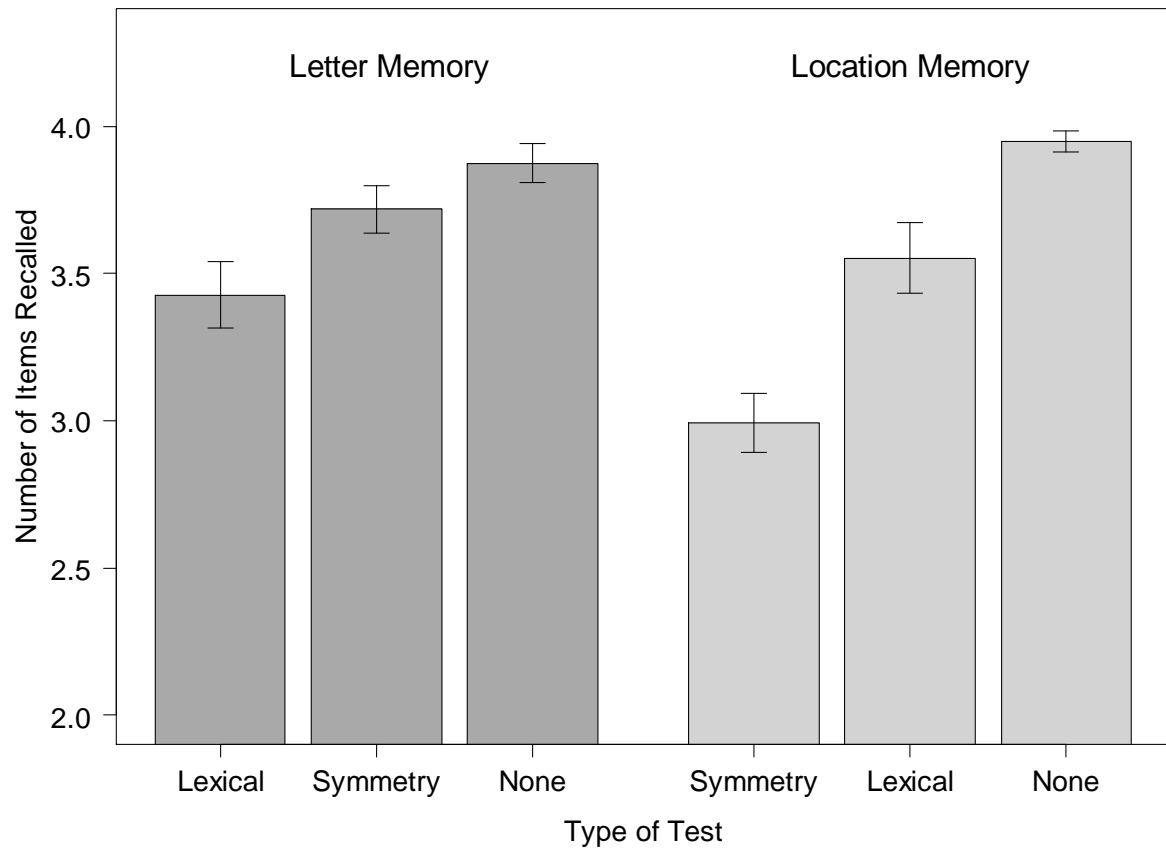 Letter Memory
Location Memory
Number of Items Recalled
4.0
3.5
3.0
2.5
2.0
Lexical
Symmetry
None
Symmetry
Lexical
None
Type of Test